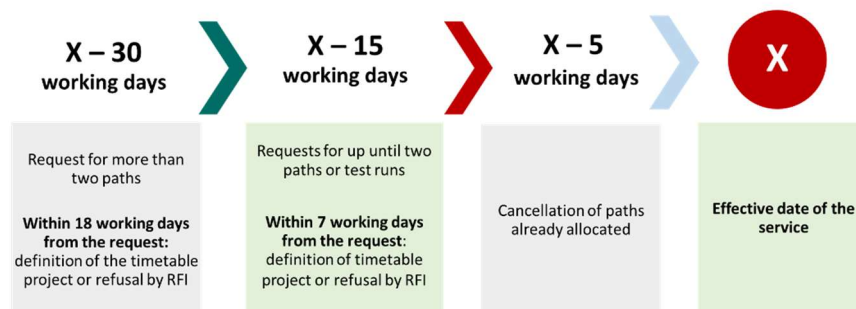 X – 30
working days
Request for more than
two paths
Within 18 working days
from the request:
definition of the timetable
project or refusal by RFI
X – 15
working days
Requests for up until two
paths or test runs
Within 7 working days
from the request:
definition of timetable
project or refusal by RFI
X – 5
working days
Cancellation of paths
already allocated
X
Effective date of the
service